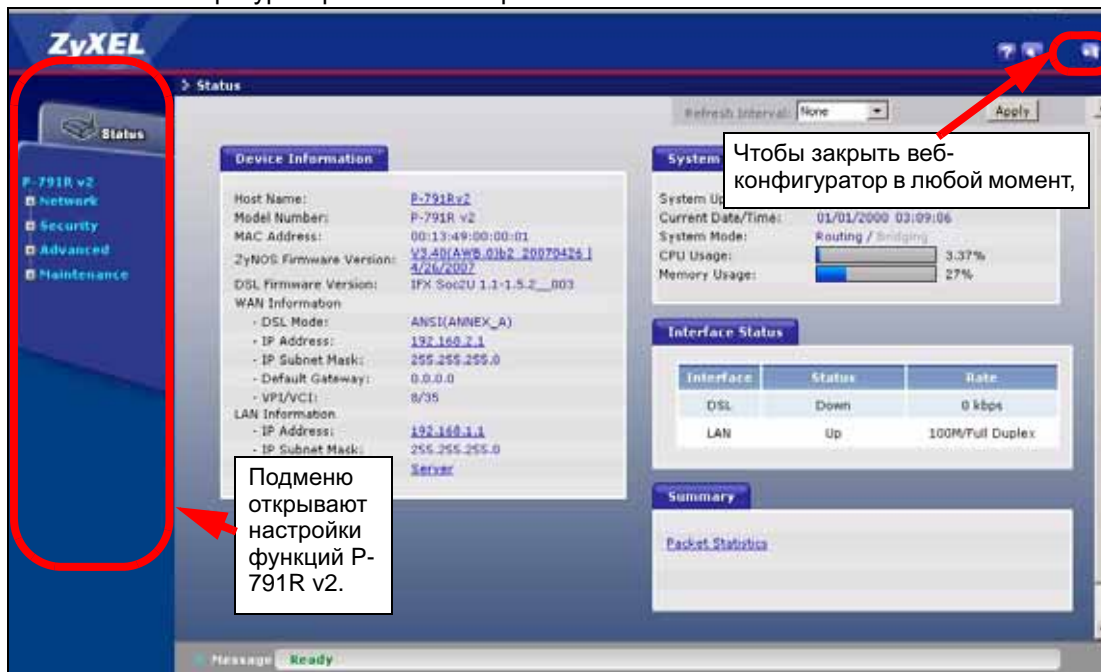 ZyXEL
> Status
Refresh Interval: None Apply
Status
P-791R v2
Network
Security
Advanced
Maintenance
Device Information
Host Name: P-791Rv2
Model Number: P-791R v2
MAC Address: 00:13:49:00:00:01
ZyNOS Firmware Version: V3.40(AWB.0)b2_20070426 |
4/26/2007
DSL Firmware Version: IFX Soc2U 1.1-1.5.2__003
WAN Information
- DSL Mode: ANSI(ANNEX_A)
- IP Address: 192.168.2.1
- IP Subnet Mask: 255.255.255.0
- Default Gateway: 0.0.0.0
- VPI/VCI: 8/35
LAN Information
- IP Address: 192.168.1.1
- IP Subnet Mask: 255.255.255.0
Server
System
System Up
Current Date/Time: 01/01/2000 03:09:06
System Mode: Routing / Bridging
CPU Usage: 3.37%
Memory Usage: 27%
Чтобы закрыть веб-
конфигуратор в любой момент,
Interface Status
Interface Status Rate
DSL Down 0 kbps
LAN Up 100M/Full Duplex
Summary
Packet Statistics
Подменю
открывают
настройки
функций P-
791R v2.
Message Ready